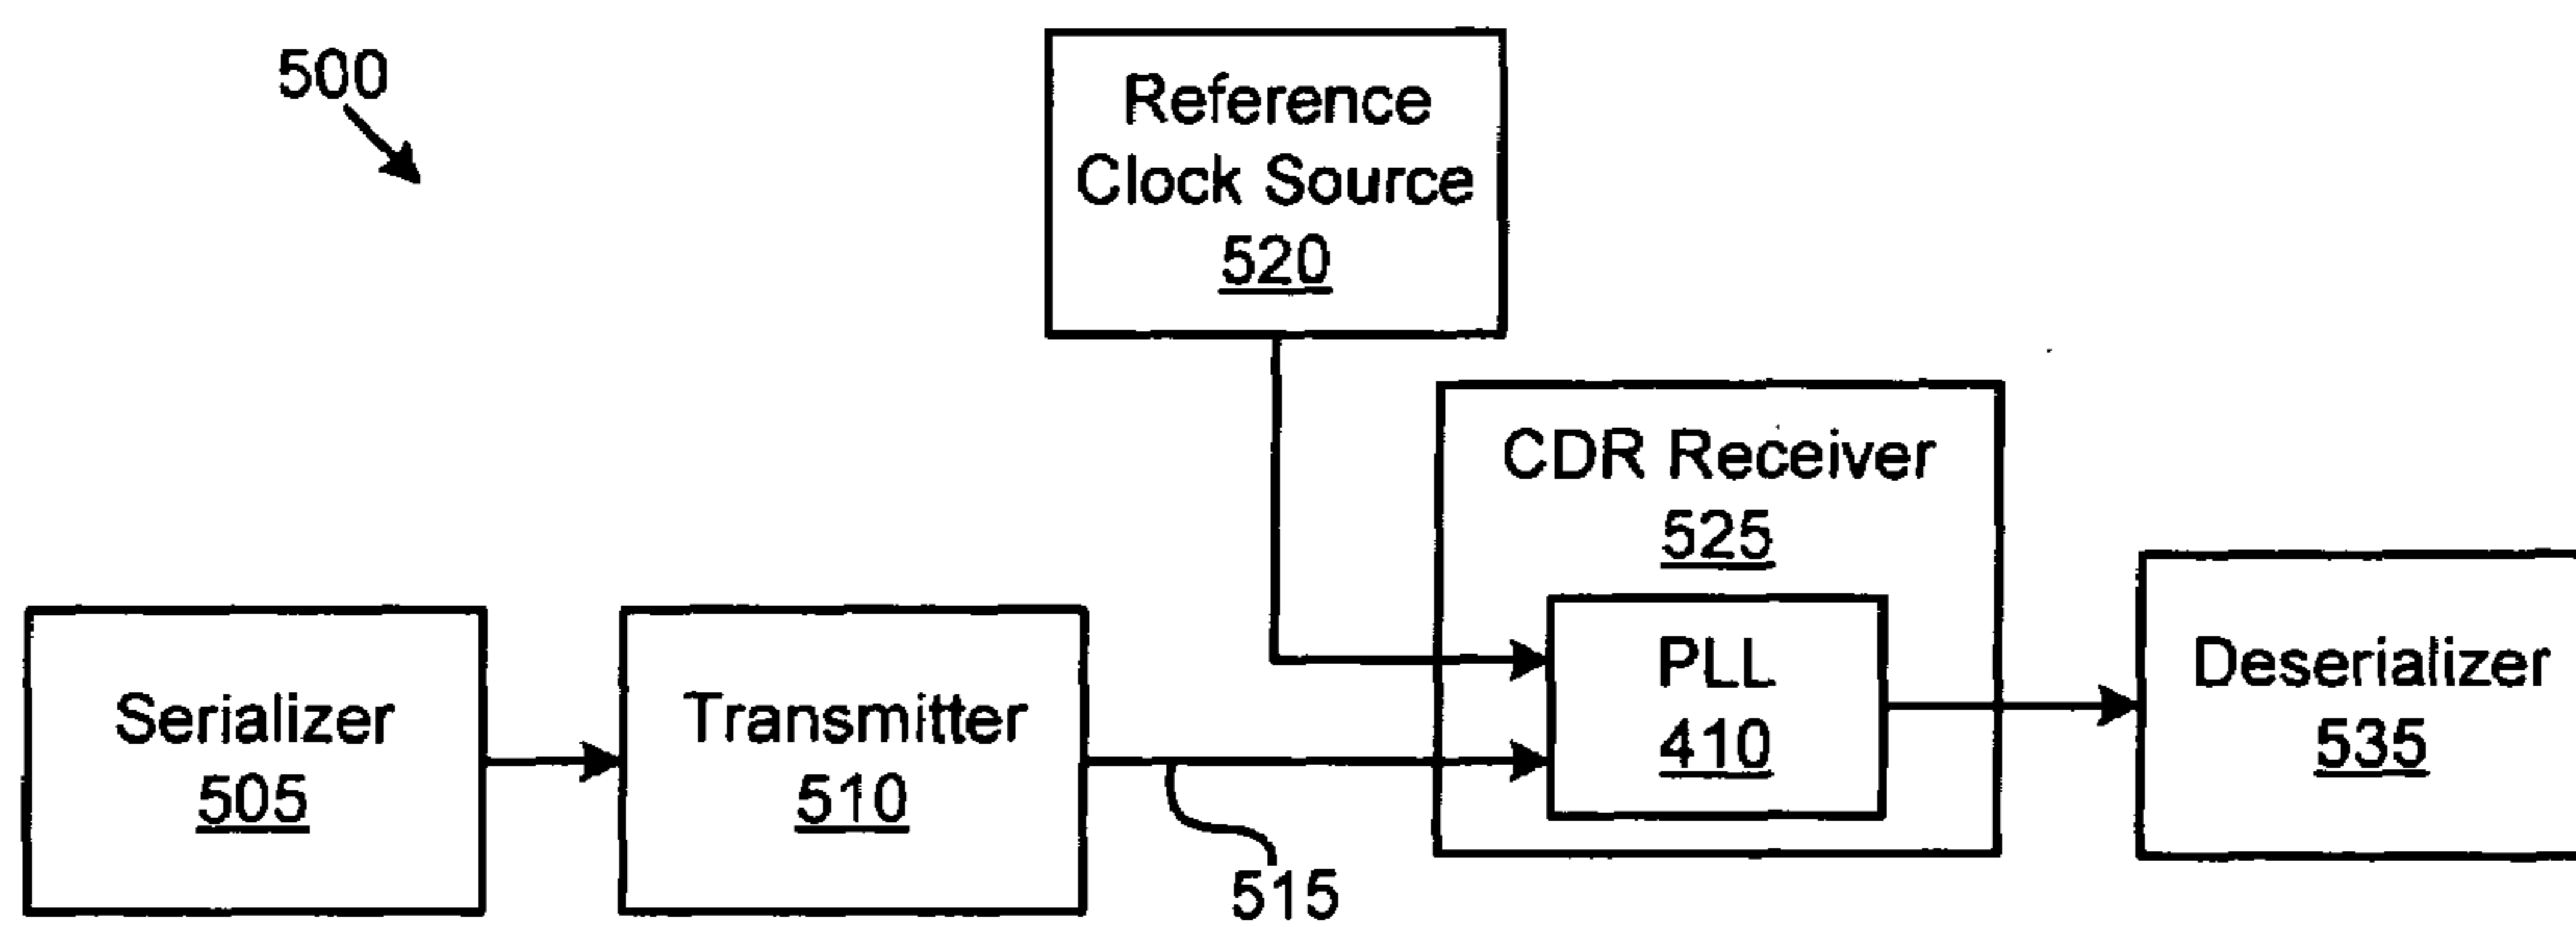 500
Reference
Clock Source
520
CDR Receiver
525
PLL
410
Serializer
505
Transmitter
510
515
Deserializer
535